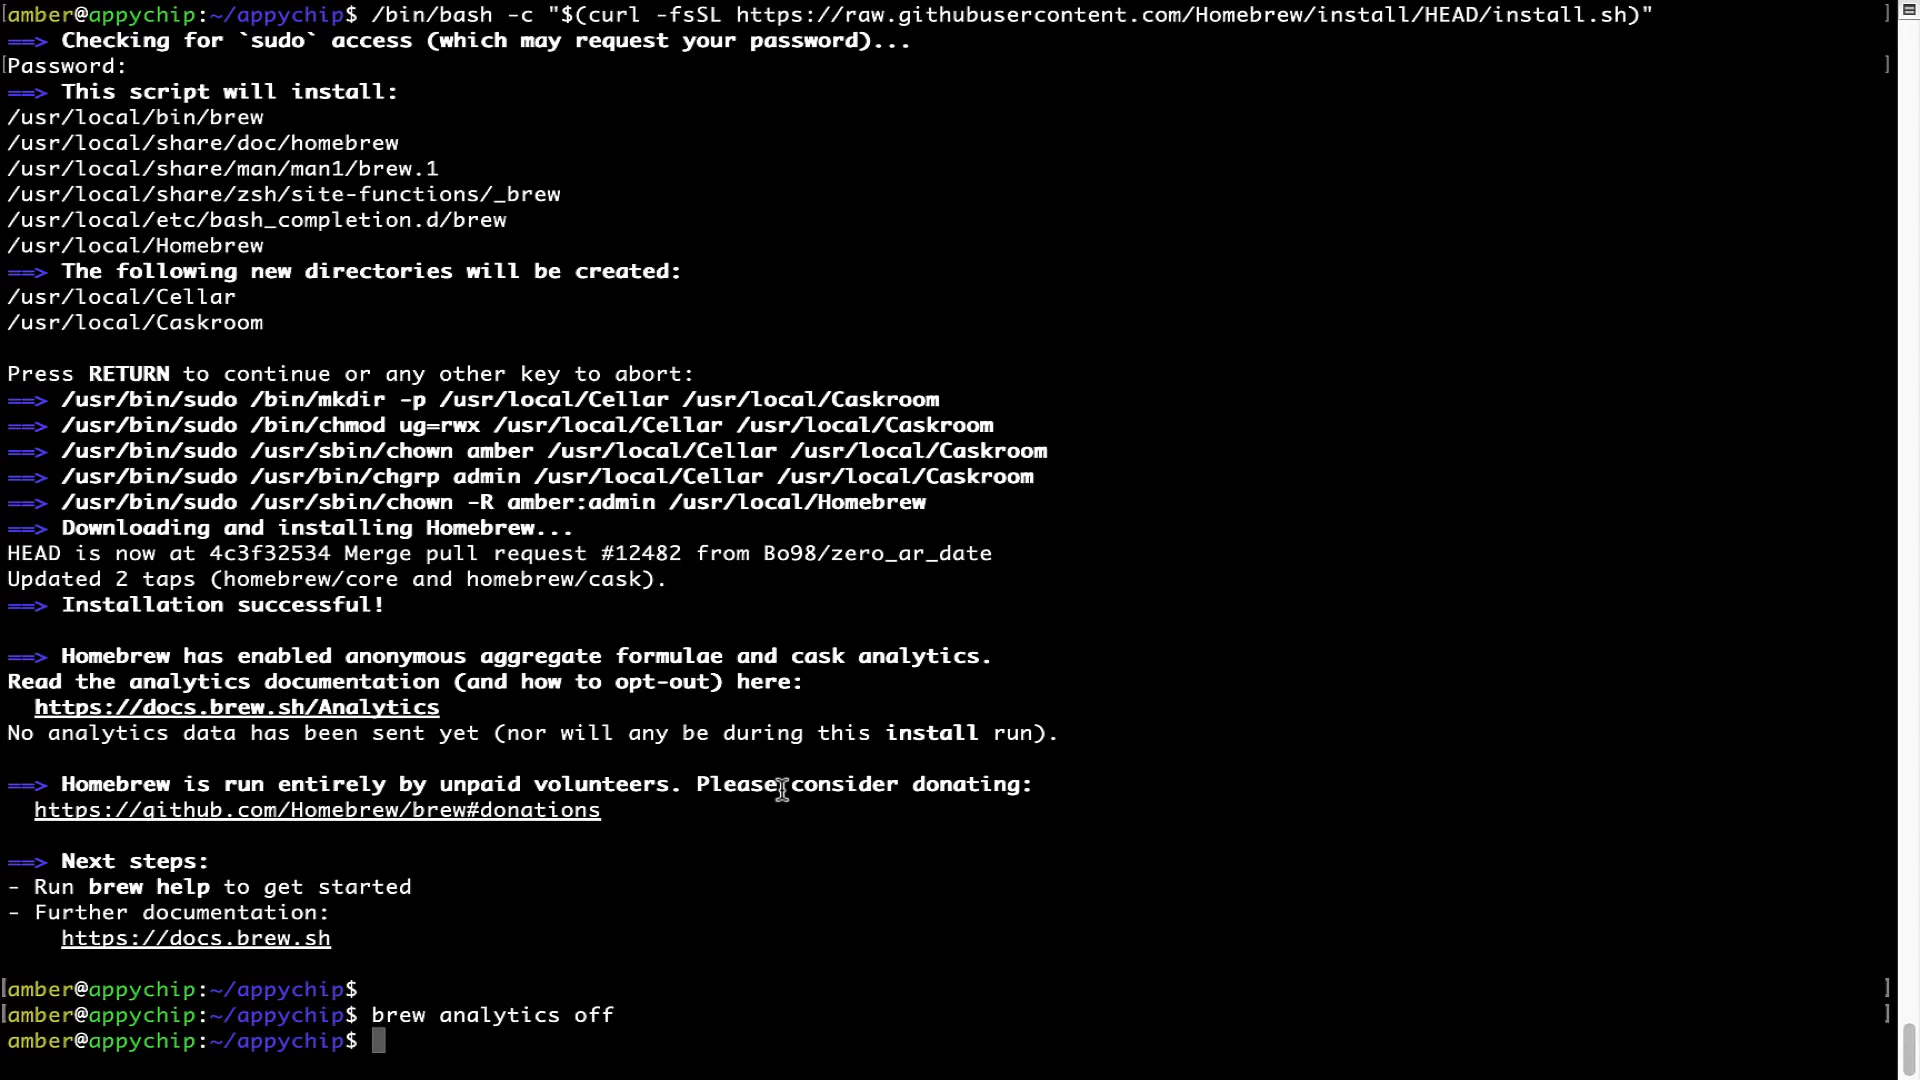 amber@appychip:~/appychip$ /bin/bash -c "$(curl -fsSL https://raw.githubusercontent.com/Homebrew/install/HEAD/install.sh)"
==> Checking for `sudo` access (which may request your password)...
Password:
==> This script will install:
/usr/local/bin/brew
/usr/local/share/doc/homebrew
/usr/local/share/man/man1/brew.1
/usr/local/share/zsh/site-functions/_brew
/usr/local/etc/bash_completion.d/brew
/usr/local/Homebrew
==> The following new directories will be created:
/usr/local/Cellar
/usr/local/Caskroom
Press RETURN to continue or any other key to abort:
==> /usr/bin/sudo /bin/mkdir -p /usr/local/Cellar /usr/local/Caskroom
==> /usr/bin/sudo /bin/chmod ug=rwx /usr/local/Cellar /usr/local/Caskroom
==> /usr/bin/sudo /usr/sbin/chown amber /usr/local/Cellar /usr/local/Caskroom
==> /usr/bin/sudo /usr/bin/chgrp admin /usr/local/Cellar /usr/local/Caskroom
==> /usr/bin/sudo /usr/sbin/chown -R amber:admin /usr/local/Homebrew
==> Downloading and installing Homebrew...
HEAD is now at 4c3f32534 Merge pull request #12482 from Bo98/zero_ar_date
Updated 2 taps (homebrew/core and homebrew/cask).
==> Installation successful!
==> Homebrew has enabled anonymous aggregate formulae and cask analytics.
Read the analytics documentation (and how to opt-out) here:
https://docs.brew.sh/Analytics
No analytics data has been sent yet (nor will any be during this install run).
==> Homebrew is run entirely by unpaid volunteers. Please consider donating:
https://github.com/Homebrew/brew#donations
==> Next steps:
- Run brew help to get started
- Further documentation:
https://docs.brew.sh
amber@appychip:~/appychip$
amber@appychip:~/appychip$ brew analytics off
amber@appychip:~/appychip$